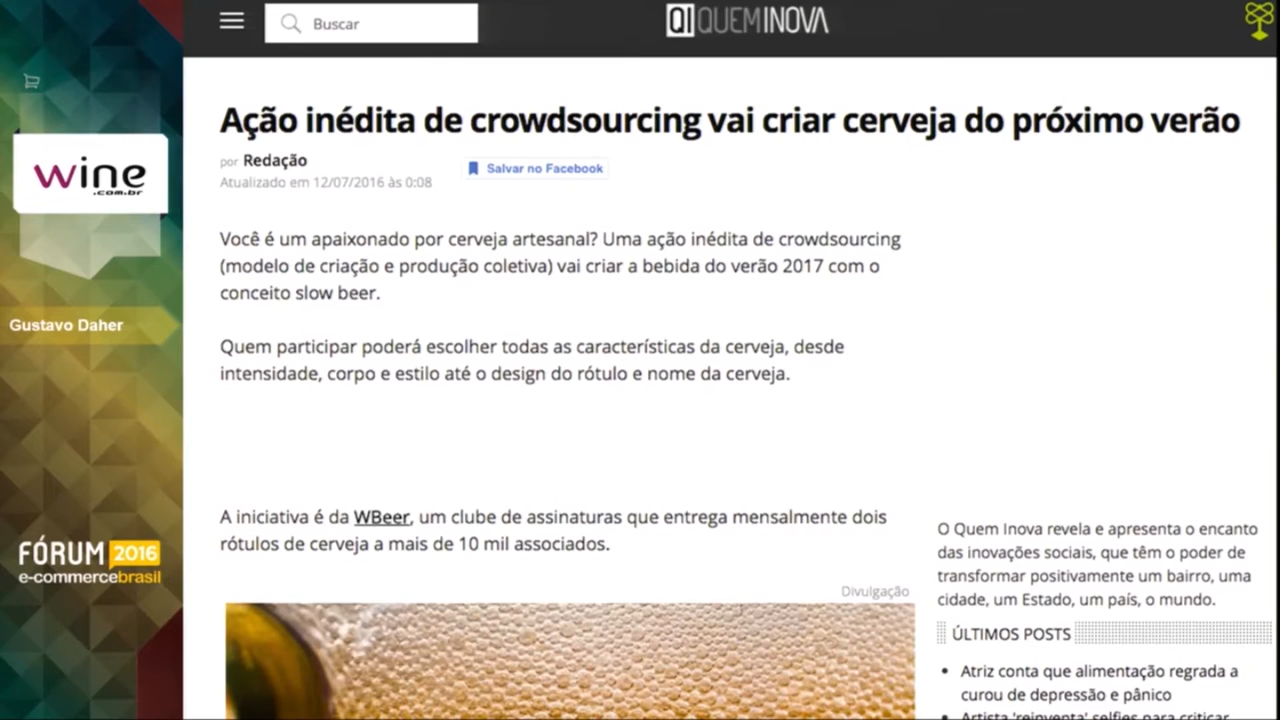 Buscar
QI QUEMINOVA
wine
.com.br
Gustavo Daher
FÓRUM 2016
e-commercebrasil
Ação inédita de crowdsourcing vai criar cerveja do próximo verão
por Redação
Salvar no Facebook
Atualizado em 12/07/2016 às 0:08
Você é um apaixonado por cerveja artesanal? Uma ação inédita de crowdsourcing
(modelo de criação e produção coletiva) vai criar a bebida do verão 2017 com o
conceito slow beer.
Quem participar poderá escolher todas as características da cerveja, desde
intensidade, corpo e estilo até o design do rótulo e nome da cerveja.
A iniciativa é da WBeer, um clube de assinaturas que entrega mensalmente dois
rótulos de cerveja a mais de 10 mil associados.
Divulgação
O Quem Inova revela e apresenta o encanto
das inovações sociais, que têm o poder de
transformar positivamente um bairro, uma
cidade, um Estado, um país, o mundo.
ÚLTIMOS POSTS
• Atriz conta que alimentação regrada a
curou de depressão e pânico
• Artista 'reinventa' selfies para criticar